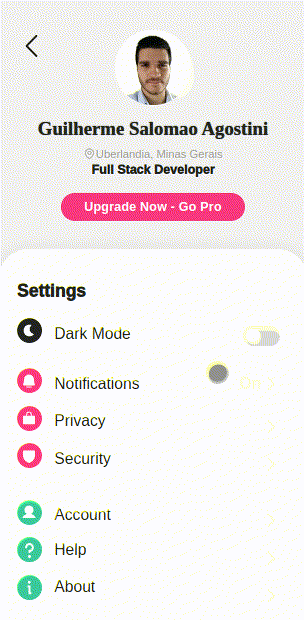 Guilherme Salomao Agostini
Uberlandia, Minas Gerais
Full Stack Developer
Upgrade Now - Go Pro
Settings
Dark Mode
Notifications On
Privacy
Security
Account
Help
About